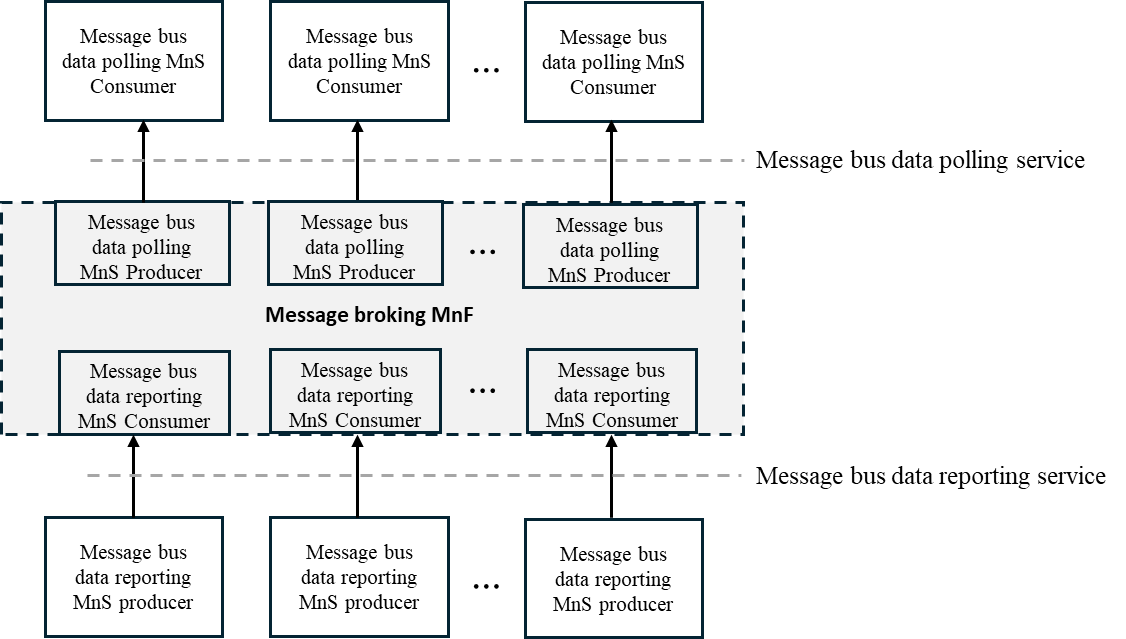 Message bus
data polling MnS
Consumer
Message bus
data polling MnS
Consumer
...
Message bus
data polling MnS
Consumer
Message bus data polling service
Message bus
data polling
MnS Producer
Message bus
data polling
MnS Producer
...
Message bus
data polling
MnS Producer
Message broking MnF
Message bus
data reporting
MnS Consumer
Message bus
data reporting
MnS Consumer
...
Message bus
data reporting
MnS Consumer
Message bus data reporting service
Message bus
data reporting
MnS producer
Message bus
data reporting
MnS producer
...
Message bus
data reporting
MnS producer